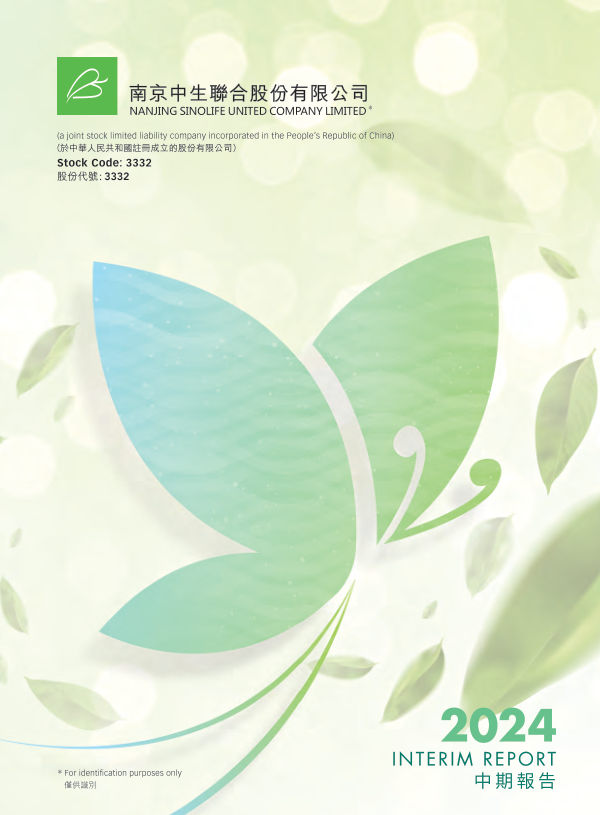 南京中生聯合股份有限公司
NANJING SINOLIFE UNITED COMPANY LIMITED *
(a joint stock limited liability company incorporated in the People's Republic of China)
(於中華人民共和國註冊成立的股份有限公司)
Stock Code: 3332
股份代號: 3332
2024
INTERIM REPORT
中期報告
* For identification purposes only
僅供識別